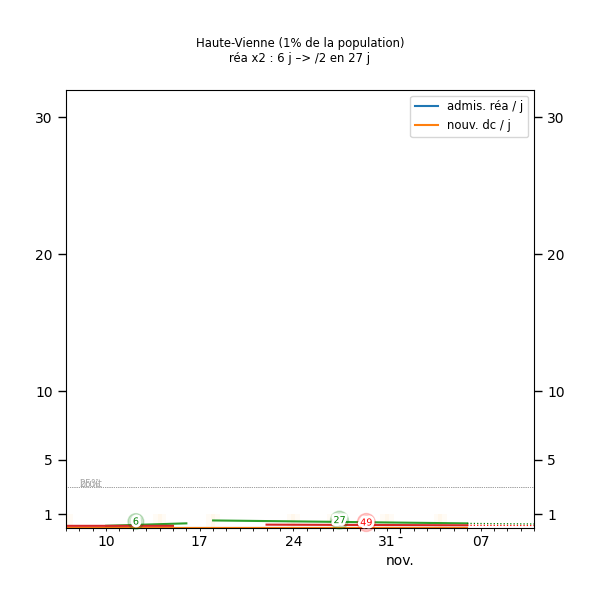 Haute-Vienne (1% de la population)
réa x2 : 6 j –> /2 en 27 j
admis. réa / j
nouv. dc / j
30 30
20 20
10 10
5 5
1 1
6 27 49
10 17 24 31 - 07
nov.